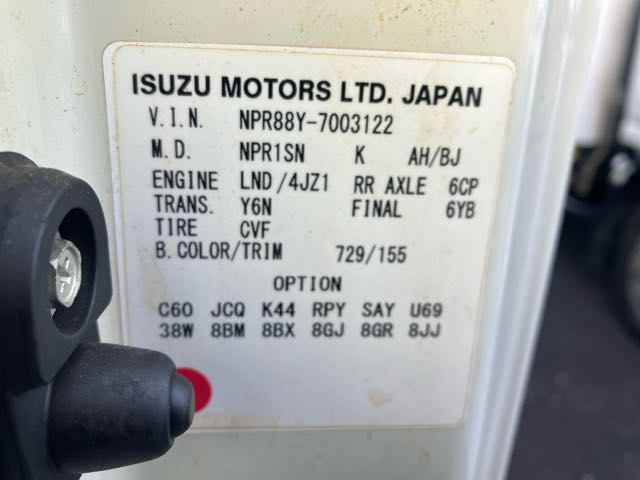 ISUZU MOTORS LTD. JAPAN
V.I.N. NPR88Y-7003122
M.D. NPR1SN K AH/BJ
ENGINE LND/4JZ1 RR AXLE 6CP
TRANS. Y6N FINAL 6YB
TIRE CVF
B.COLOR/TRIM 729/155
OPTION
C60 JCQ K44 RPY SAY U69
38W 8BM 8BX 8GJ 8GR 8JJ